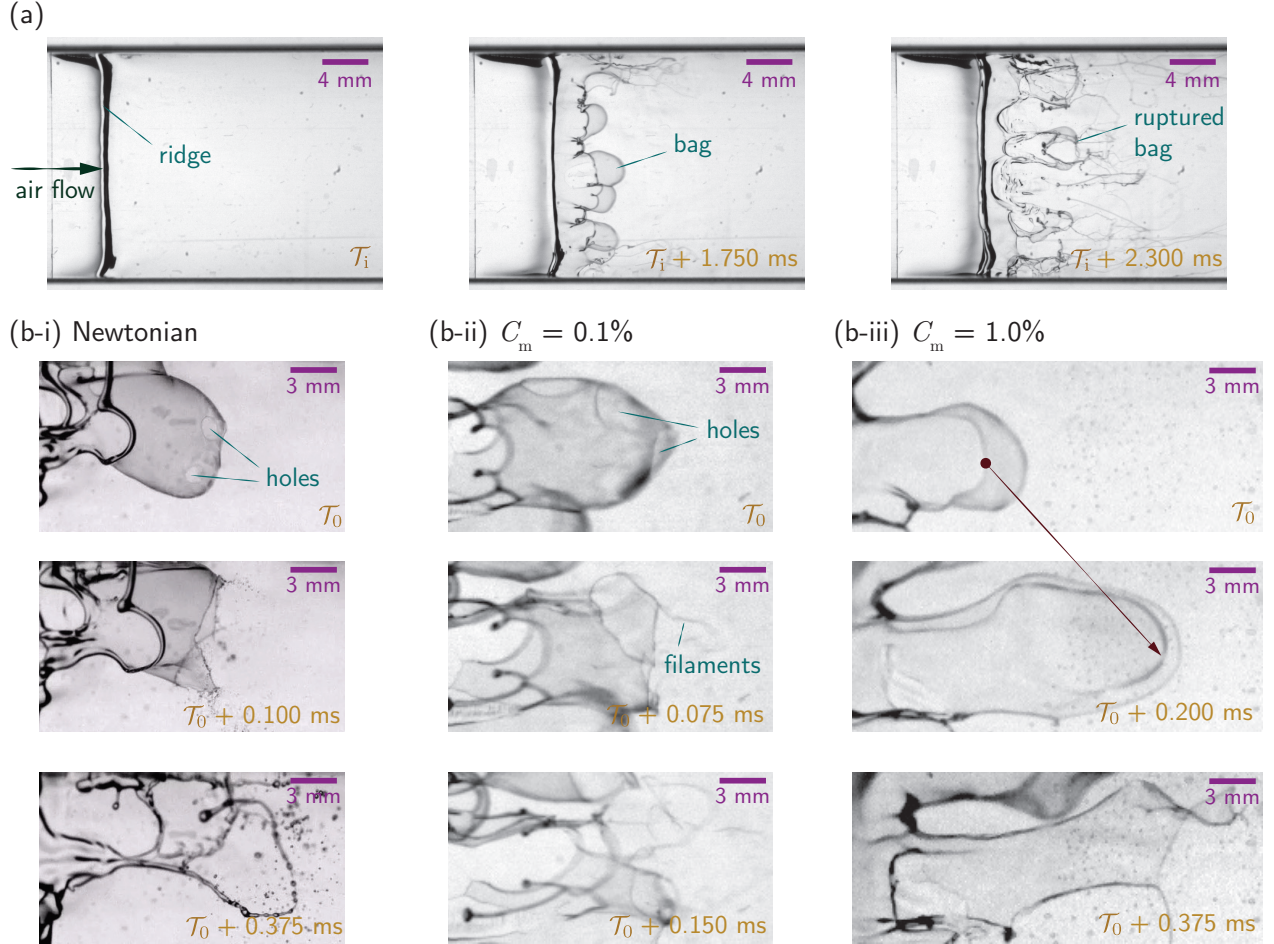 (a)
4 mm
ridge
air flow
𝒯i
4 mm
bag
𝒯i + 1.750 ms
4 mm
ruptured
bag
𝒯i + 2.300 ms
(b-i) Newtonian
3 mm
holes
𝒯0
3 mm
𝒯0 + 0.100 ms
3 mm
𝒯0 + 0.375 ms
(b-ii) Cm = 0.1%
3 mm
holes
𝒯0
3 mm
filaments
𝒯0 + 0.075 ms
3 mm
𝒯0 + 0.150 ms
(b-iii) Cm = 1.0%
3 mm
𝒯0
3 mm
𝒯0 + 0.200 ms
3 mm
𝒯0 + 0.375 ms